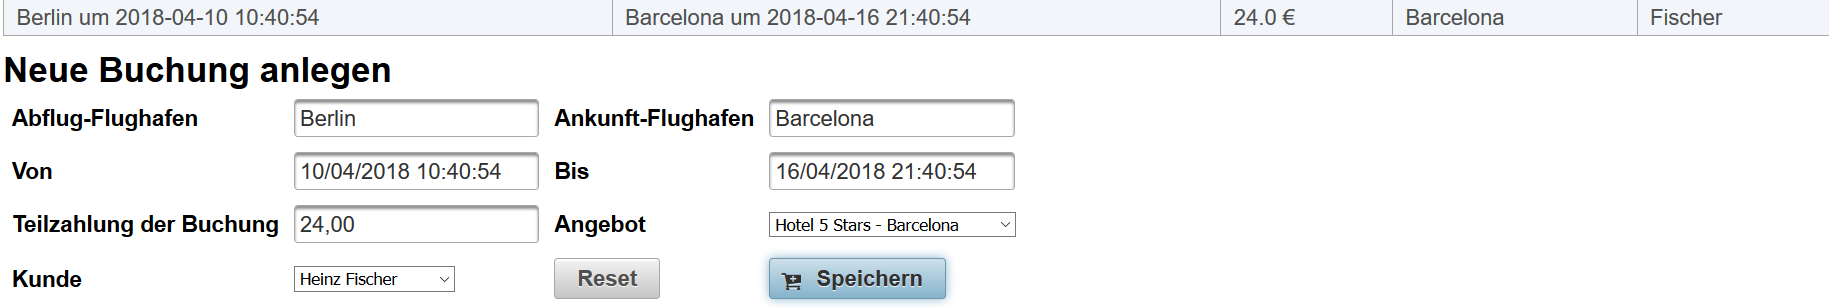 Berlin um 2018-04-10 10:40:54 Barcelona um 2018-04-16 21:40:54 24.0 € Barcelona Fischer
Neue Buchung anlegen
Abflug-Flughafen Berlin Ankunft-Flughafen Barcelona
Von 10/04/2018 10:40:54 Bis 16/04/2018 21:40:54
Teilzahlung der Buchung 24,00 Angebot Hotel 5 Stars - Barcelona
Kunde Heinz Fischer Reset Speichern